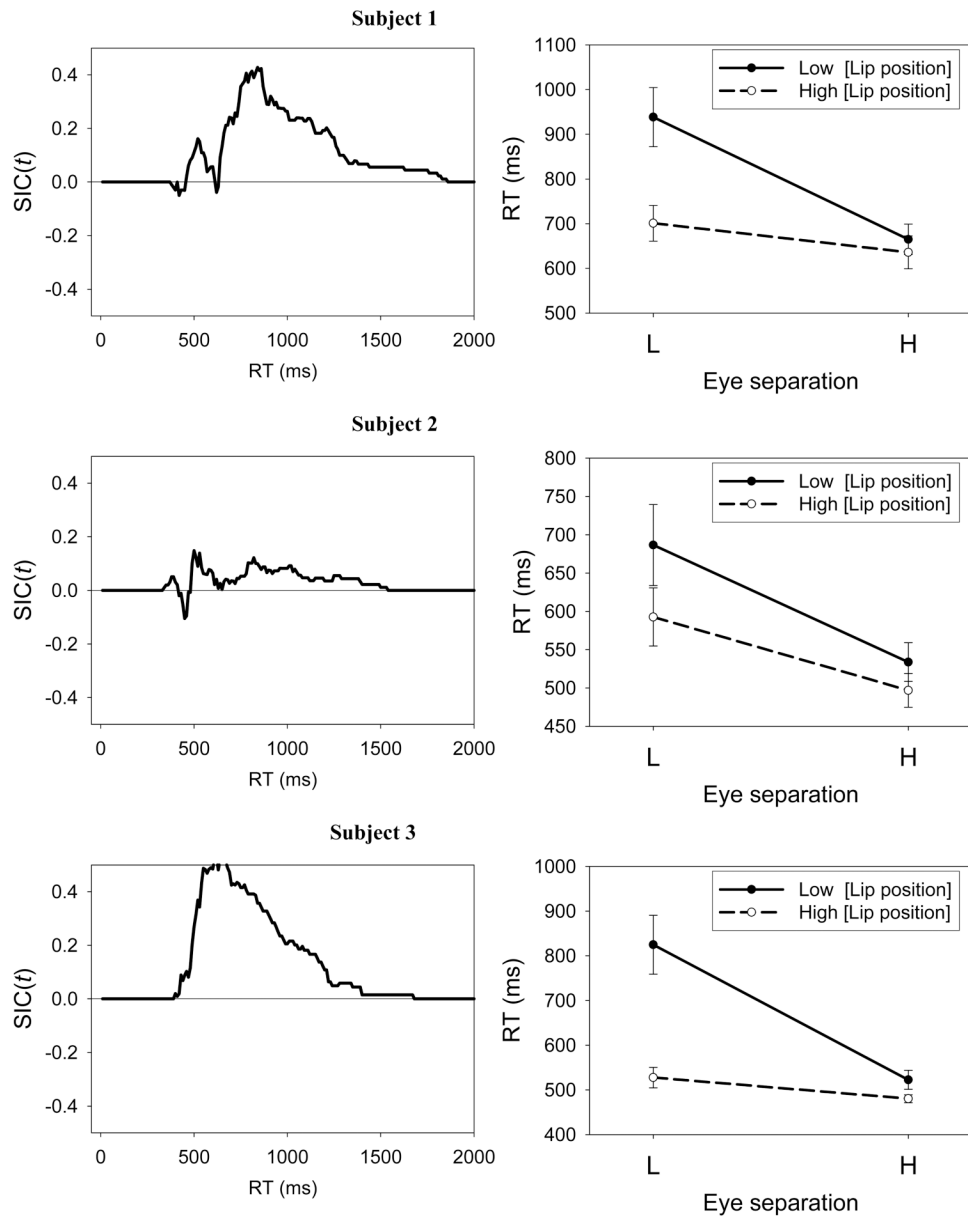 Subject 1
0.4
0.2
0.0
-0.2
-0.4
SIC(t)
0
500
1000
1500
2000
RT (ms)
1100
1000
900
800
700
600
500
RT (ms)
Low [Lip position]
High [Lip position]
L
H
Eye separation
Subject 2
0.4
0.2
0.0
-0.2
-0.4
SIC(t)
0
500
1000
1500
2000
RT (ms)
800
750
700
650
600
550
500
450
RT (ms)
Low [Lip position]
High [Lip position]
L
H
Eye separation
Subject 3
0.4
0.2
0.0
-0.2
-0.4
SIC(t)
0
500
1000
1500
2000
RT (ms)
1000
900
800
700
600
500
400
RT (ms)
Low [Lip position]
High [Lip position]
L
H
Eye separation